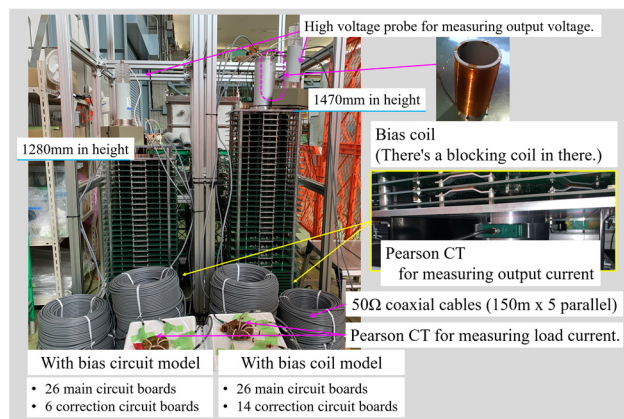 High voltage probe for measuring output voltage.
1470mm in height
1280mm in height
Bias coil
(There's a blocking coil in there.)
Pearson CT
for measuring output current
50Ω coaxial cables (150m x 5 parallel)
Pearson CT for measuring load current.
With bias circuit model
• 26 main circuit boards
• 6 correction circuit boards
With bias coil model
• 26 main circuit boards
• 14 correction circuit boards